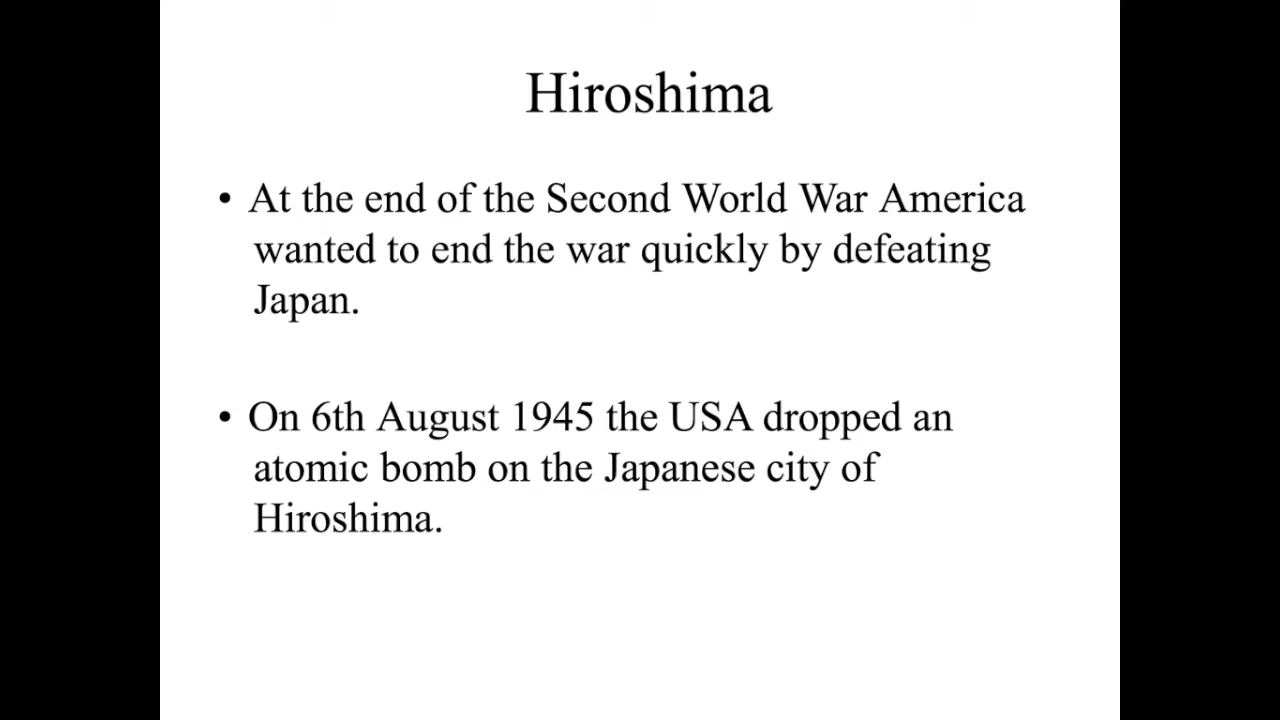 Hiroshima
• At the end of the Second World War America
wanted to end the war quickly by defeating
Japan.
• On 6th August 1945 the USA dropped an
atomic bomb on the Japanese city of
Hiroshima.